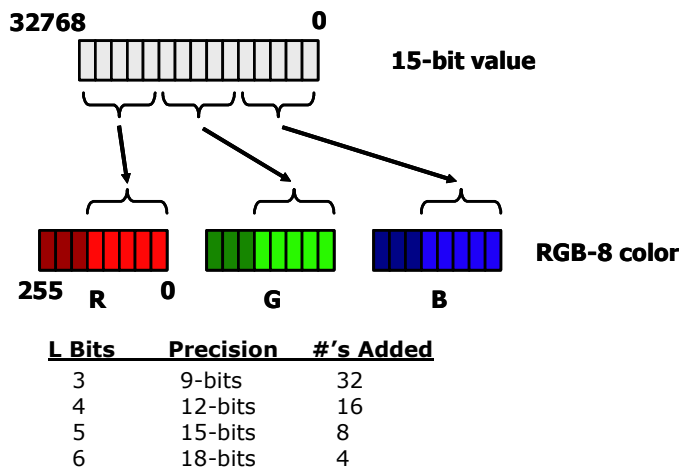 32768 0
15-bit value
RGB-8 color
255 R 0 G B
L Bits Precision #'s Added
3 9-bits 32
4 12-bits 16
5 15-bits 8
6 18-bits 4